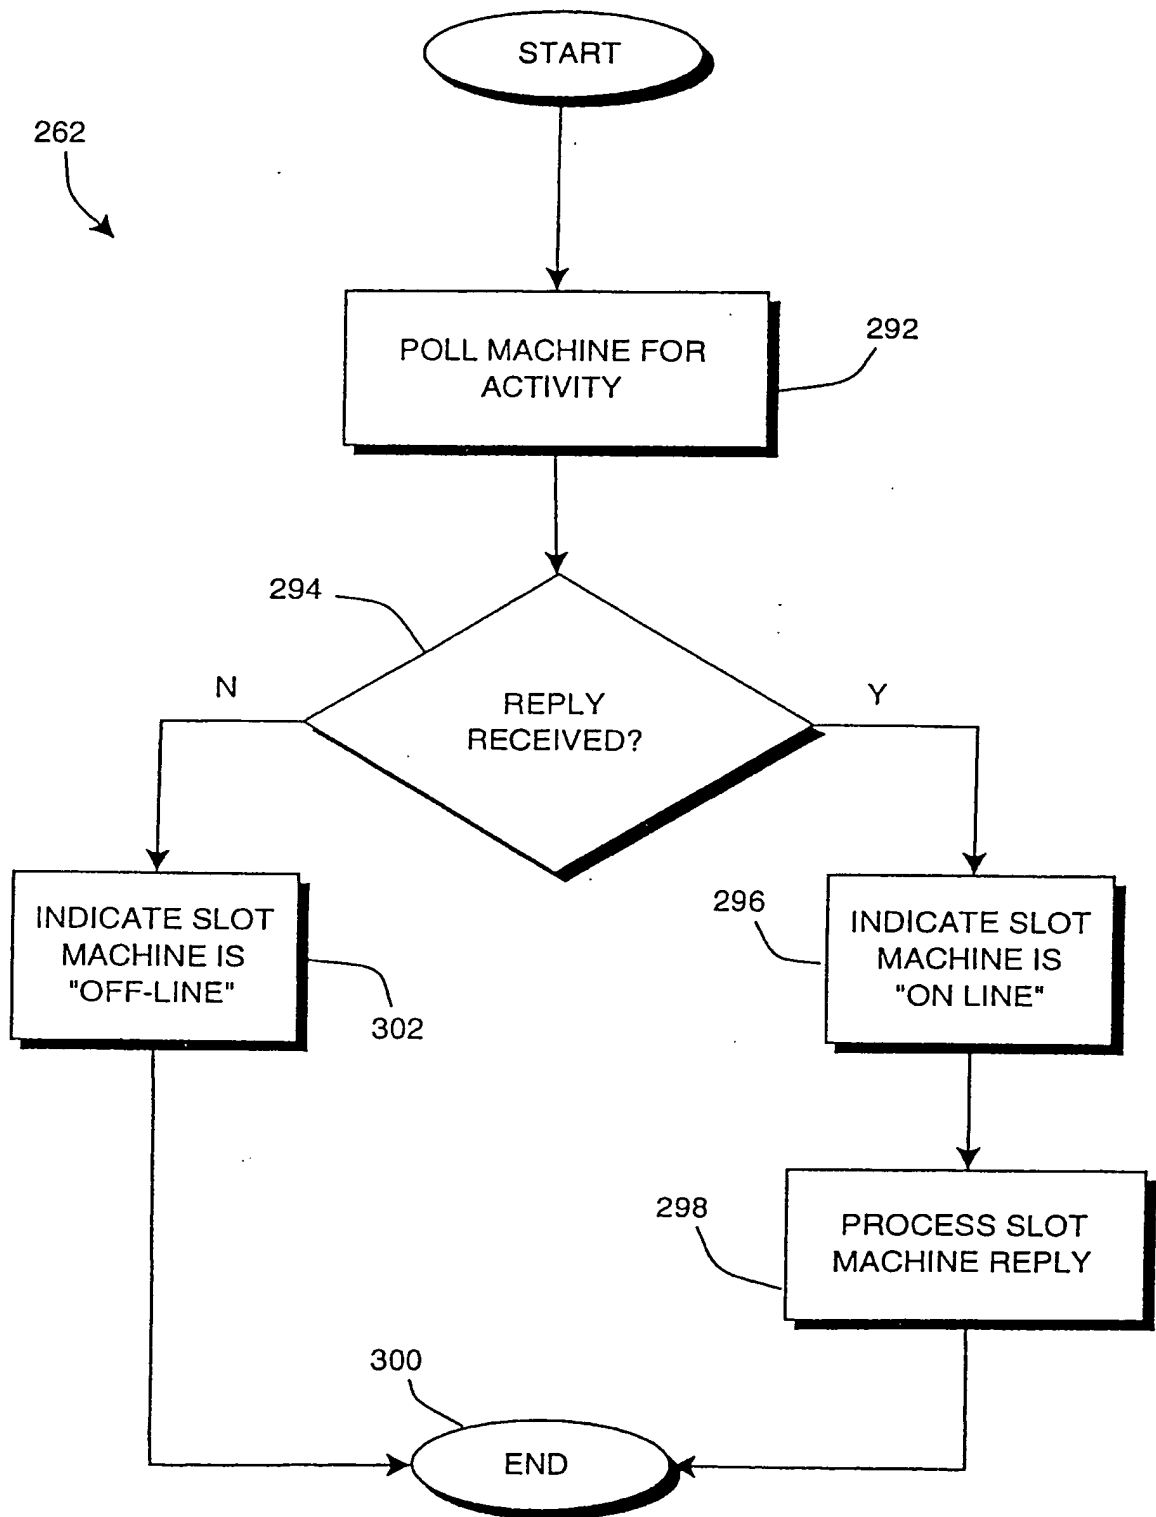 START
262
POLL MACHINE FOR
ACTIVITY
292
294
N
REPLY
RECEIVED?
Y
INDICATE SLOT
MACHINE IS
"OFF-LINE"
302
296
INDICATE SLOT
MACHINE IS
"ON LINE"
298
PROCESS SLOT
MACHINE REPLY
300
END